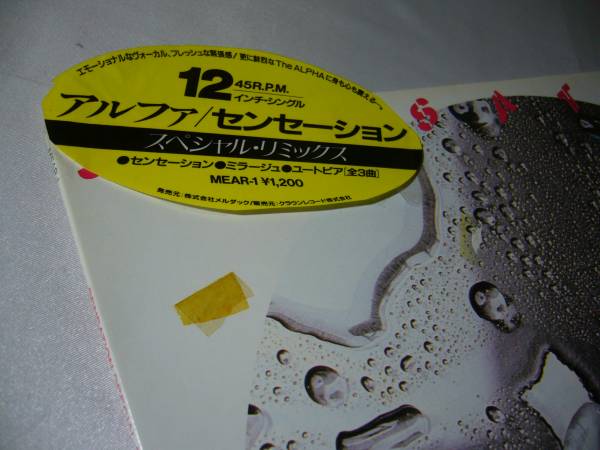 エモーショナルなヴォーカル、フレッシュな緊張感!更に鮮烈なThe ALPHAに身も心も震える…。
12 45R.P.M.
インチ・シングル
アルファ/センセーション
スペシャル・リミックス
●センセーション●ミラージュ●ユートピア[全3曲]
MEAR-1 ¥1,200
発売元:株式会社メルダック/販売元:クラウンレコード株式会社
S A